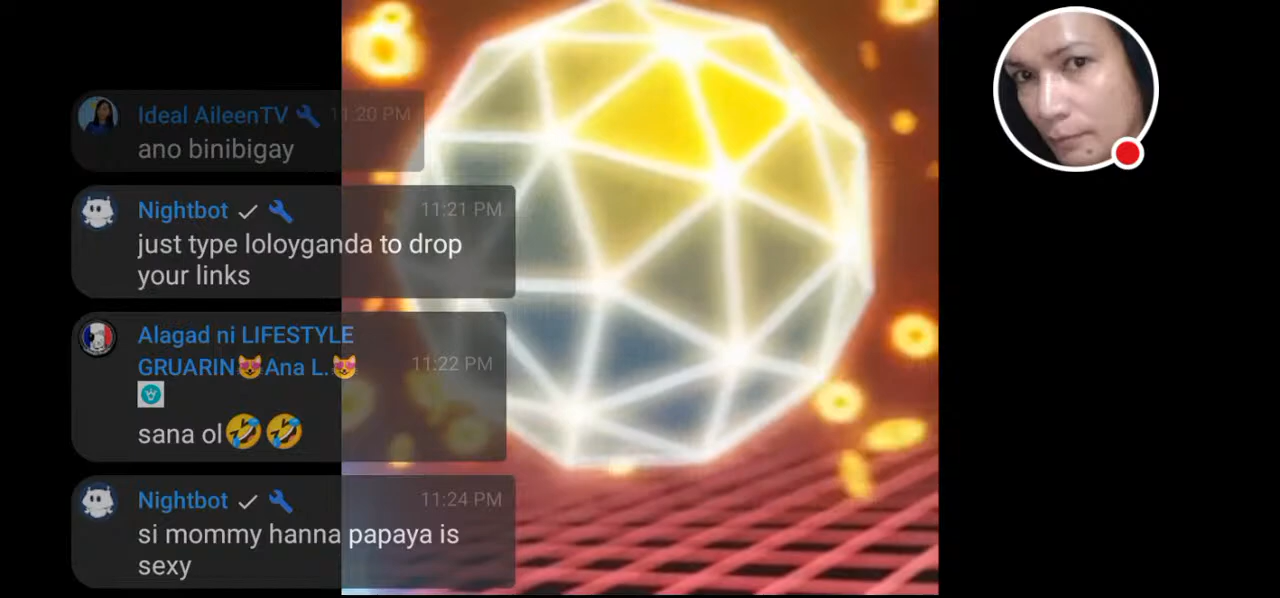 Ideal AileenTV 11:20 PM
ano binibigay
Nightbot 11:21 PM
just type loloyganda to drop
your links
Alagad ni LIFESTYLE
GRUARIN😻Ana L.😻 11:22 PM
sana ol🤣🤣
Nightbot 11:24 PM
si mommy hanna papaya is
sexy